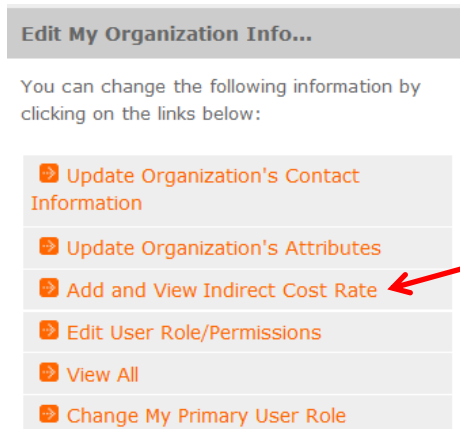 Edit My Organization Info...
You can change the following information by
clicking on the links below:
Update Organization's Contact
Information
Update Organization's Attributes
Add and View Indirect Cost Rate
Edit User Role/Permissions
View All
Change My Primary User Role